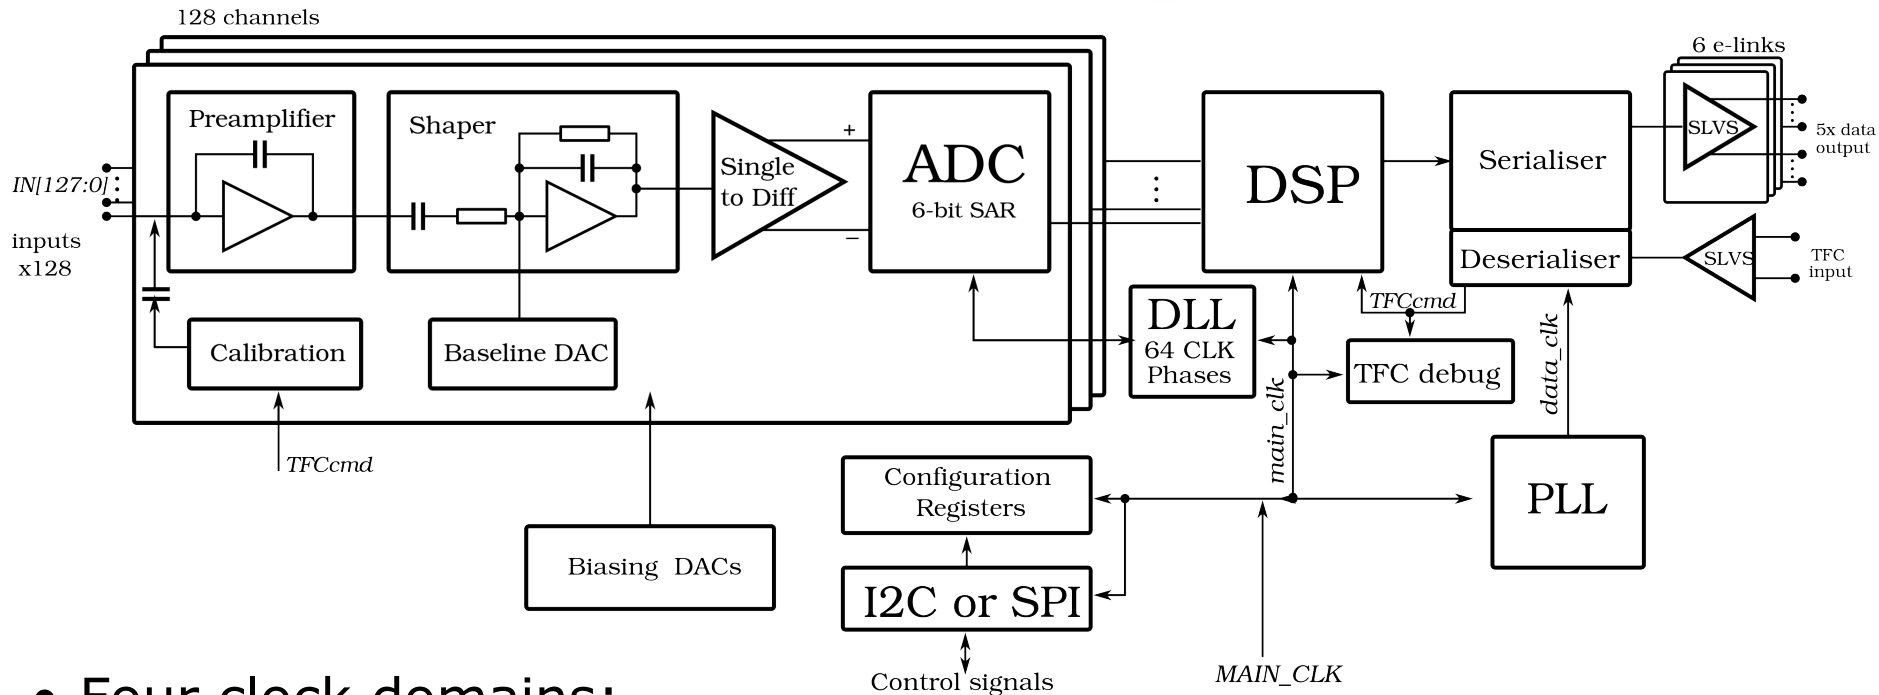 128 channels
6 e-links
Preamplifier
Shaper
Single
to Diff
+
−
ADC
6-bit SAR
DSP
Serialiser
SLVS
5x data
output
IN[127:0]
inputs
x128
Deserialiser
SLVS
TFC
input
Calibration
Baseline DAC
DLL
64 CLK
Phases
TFCcmd
TFC debug
main_clk
data_clk
TFCcmd
Configuration
Registers
PLL
Biasing DACs
I2C or SPI
Control signals
MAIN_CLK
• Four clock domains: